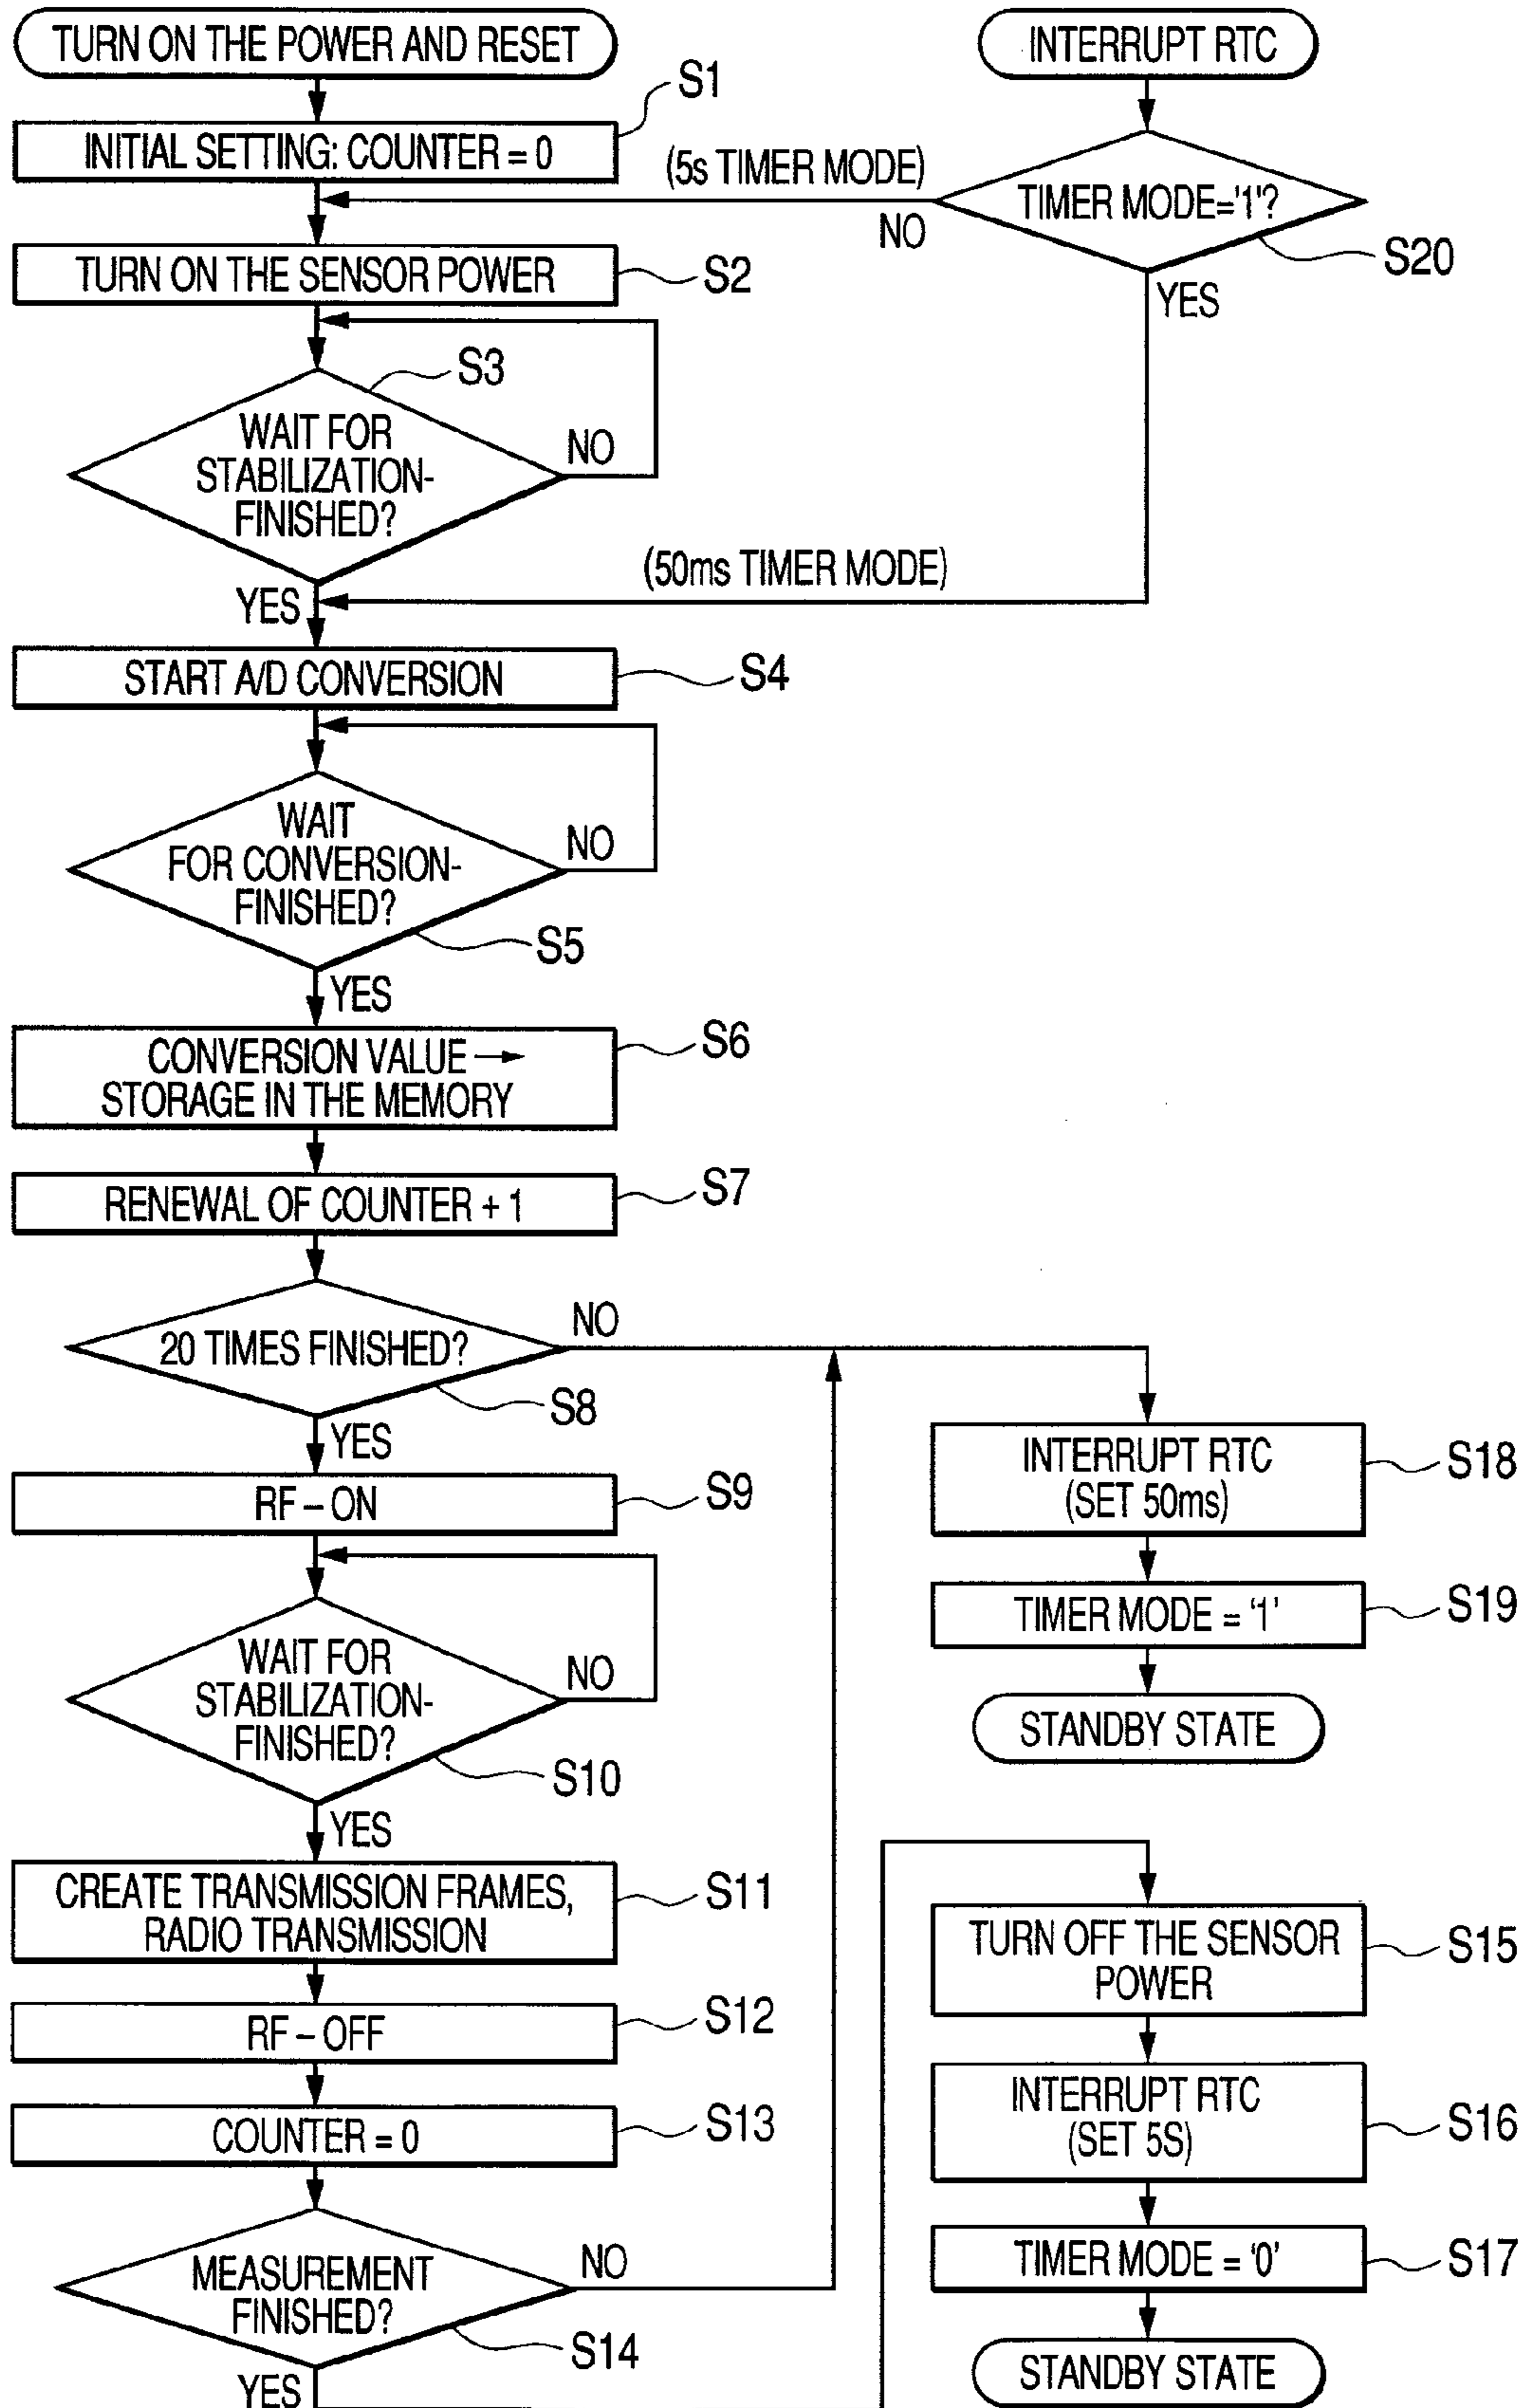 TURN ON THE POWER AND RESET
S1
INITIAL SETTING: COUNTER = 0
INTERRUPT RTC
(5s TIMER MODE)
TIMER MODE='1'?
NO
S20
YES
TURN ON THE SENSOR POWER
S2
S3
WAIT FOR
STABILIZATION-
FINISHED?
NO
(50ms TIMER MODE)
YES
START A/D CONVERSION
S4
WAIT
FOR CONVERSION-
FINISHED?
NO
S5
YES
CONVERSION VALUE →
STORAGE IN THE MEMORY
S6
RENEWAL OF COUNTER + 1
S7
20 TIMES FINISHED?
NO
S8
YES
RF – ON
S9
WAIT FOR
STABILIZATION-
FINISHED?
NO
S10
YES
CREATE TRANSMISSION FRAMES,
RADIO TRANSMISSION
S11
RF – OFF
S12
COUNTER = 0
S13
MEASUREMENT
FINISHED?
NO
S14
YES
INTERRUPT RTC
(SET 50ms)
S18
TIMER MODE = ‘1’
S19
STANDBY STATE
TURN OFF THE SENSOR
POWER
S15
INTERRUPT RTC
(SET 5S)
S16
TIMER MODE = ‘0’
S17
STANDBY STATE